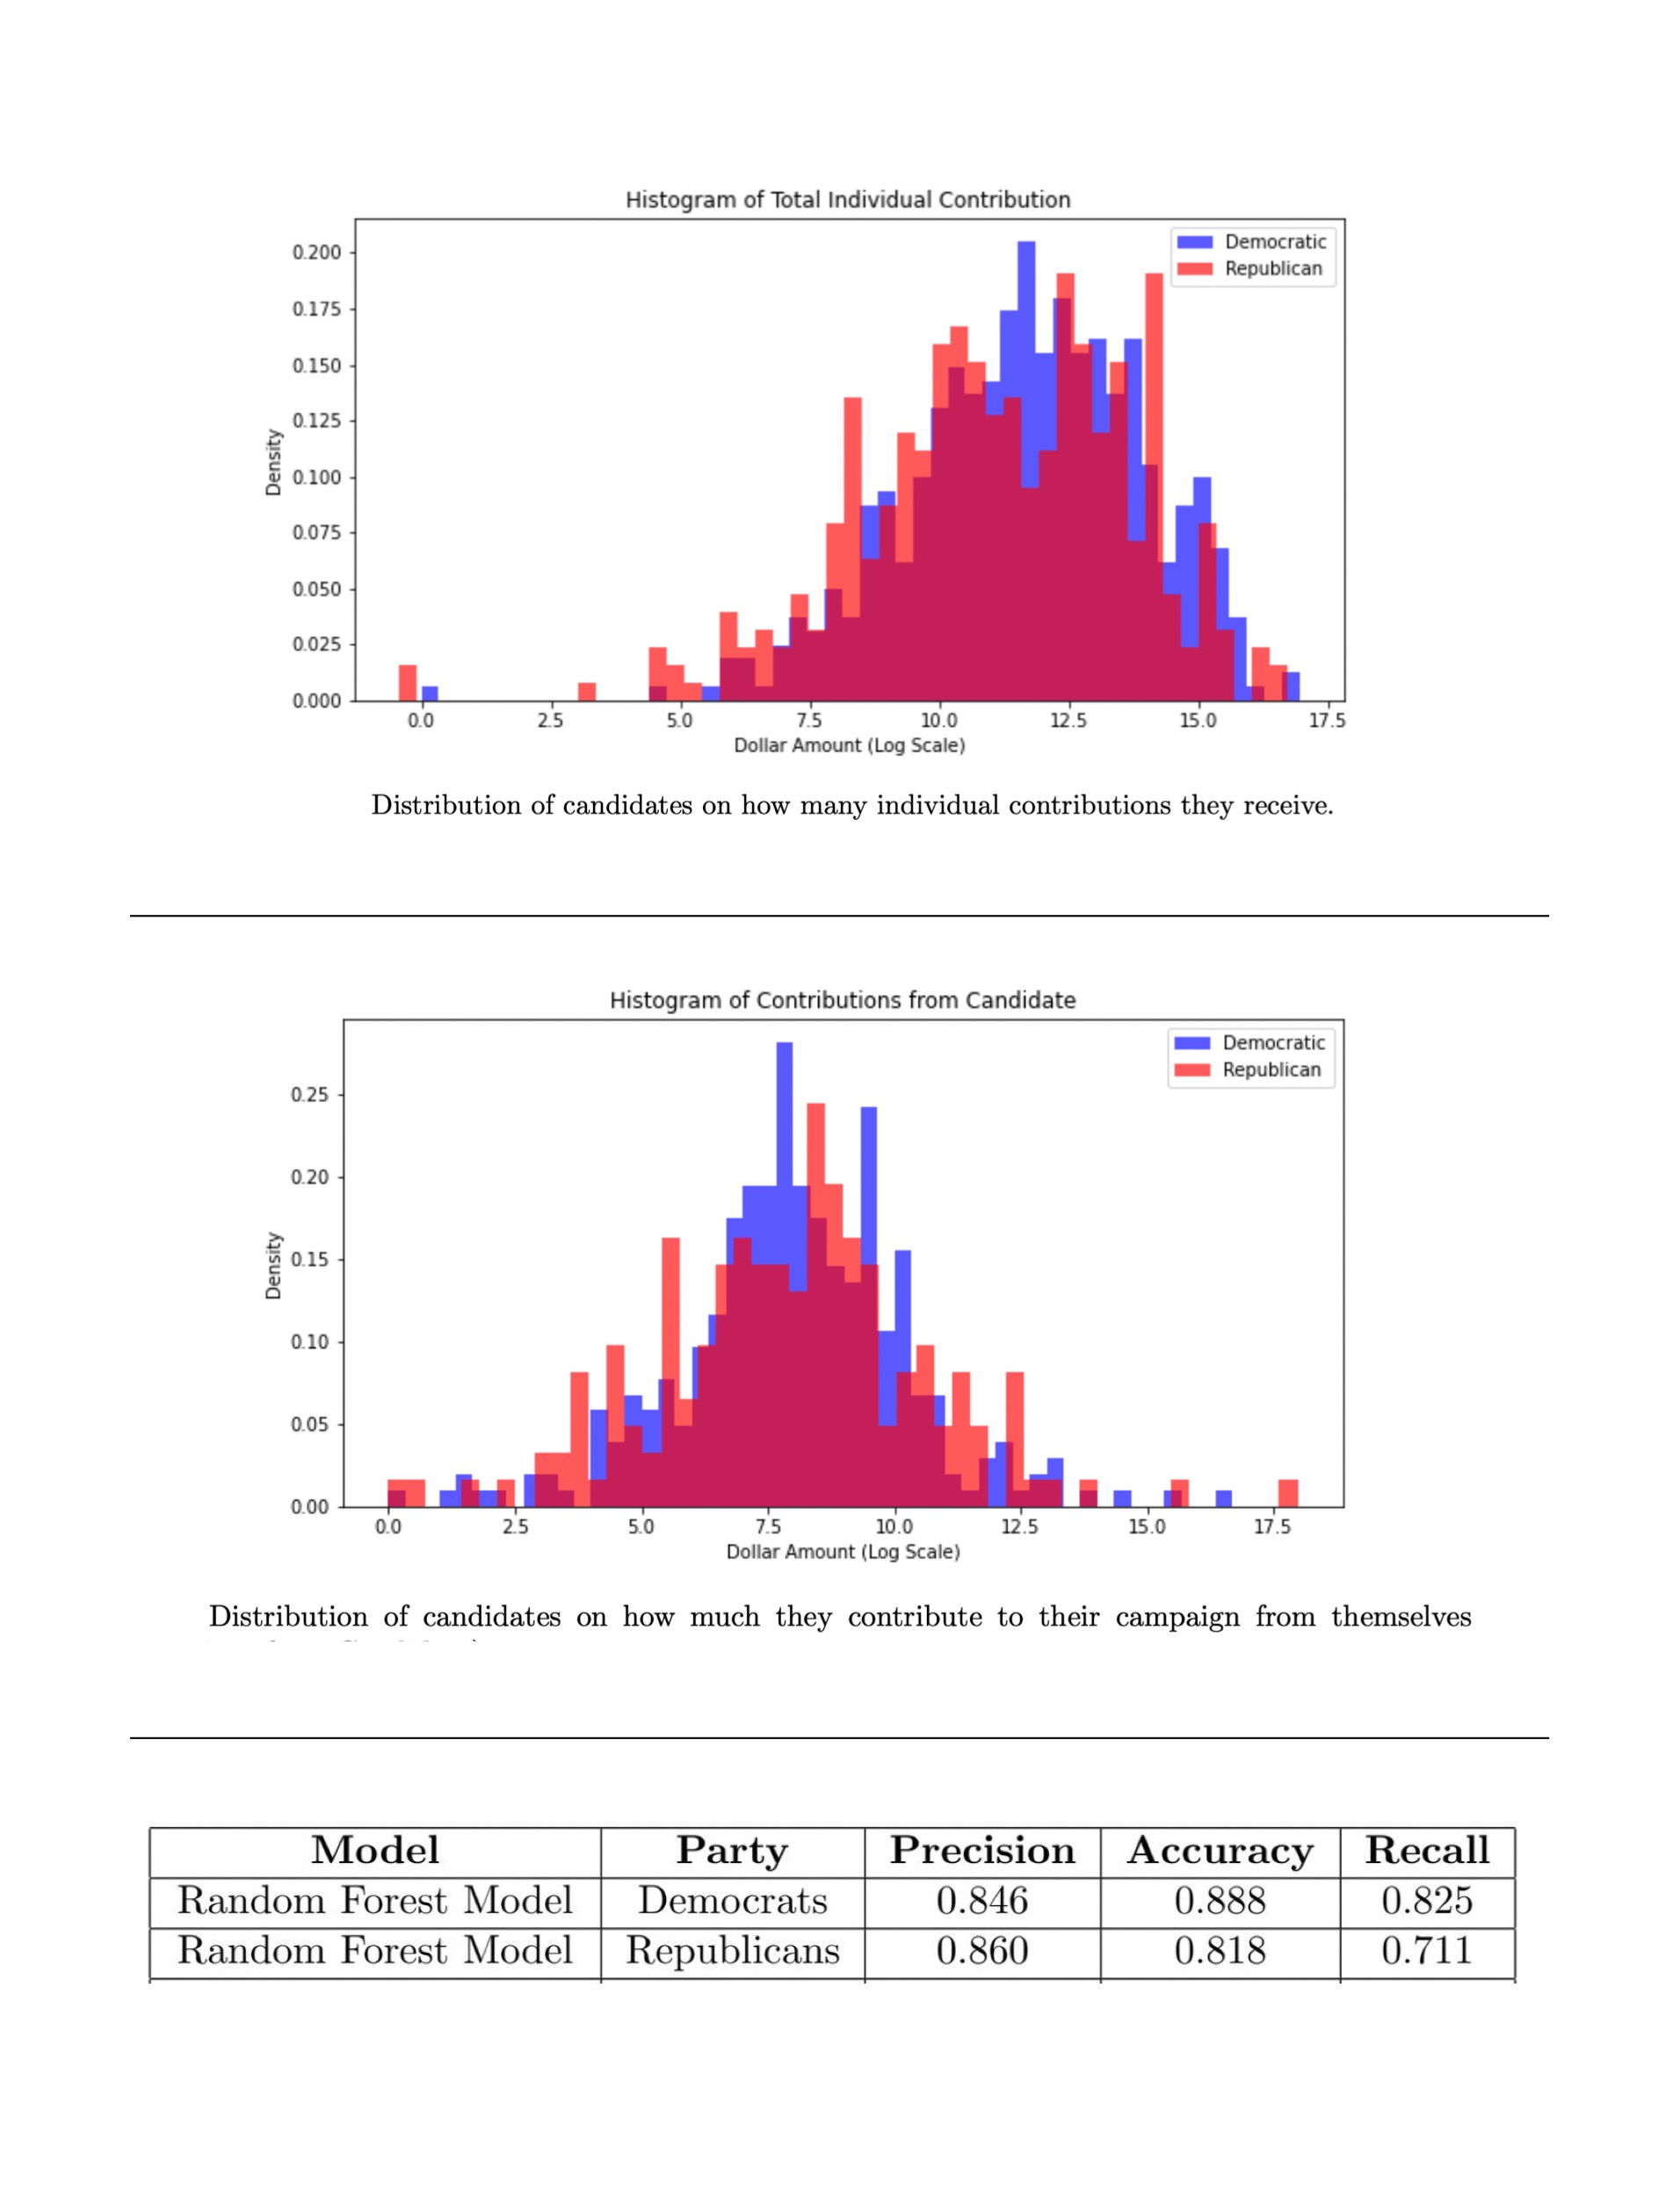 Histogram of Total Individual Contribution
Democratic
Republican
0.200
0.175
0.150
0.125
0.100
0.075
0.050
0.025
0.000
Density
0.0 2.5 5.0 7.5 10.0 12.5 15.0 17.5
Dollar Amount (Log Scale)
Distribution of candidates on how many individual contributions they receive.
Histogram of Contributions from Candidate
Democratic
Republican
0.25
0.20
0.15
0.10
0.05
0.00
Density
0.0 2.5 5.0 7.5 10.0 12.5 15.0 17.5
Dollar Amount (Log Scale)
Distribution of candidates on how much they contribute to their campaign from themselves
Model Party Precision Accuracy Recall
Random Forest Model Democrats 0.846 0.888 0.825
Random Forest Model Republicans 0.860 0.818 0.711